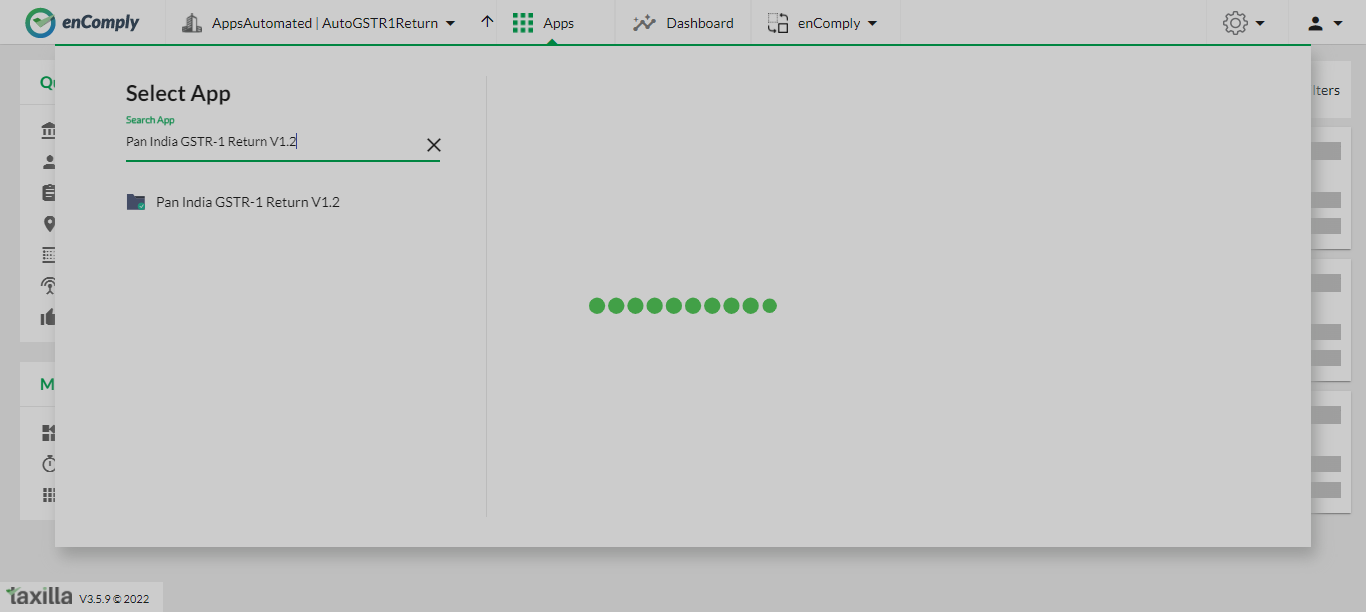 enComply
AppsAutomated | AutoGSTR1Return
Apps
Dashboard
enComply
Select App
Search App
Pan India GSTR-1 Return V1.2
Pan India GSTR-1 Return V1.2
Qu
lters
M
taxilla V3.5.9 © 2022